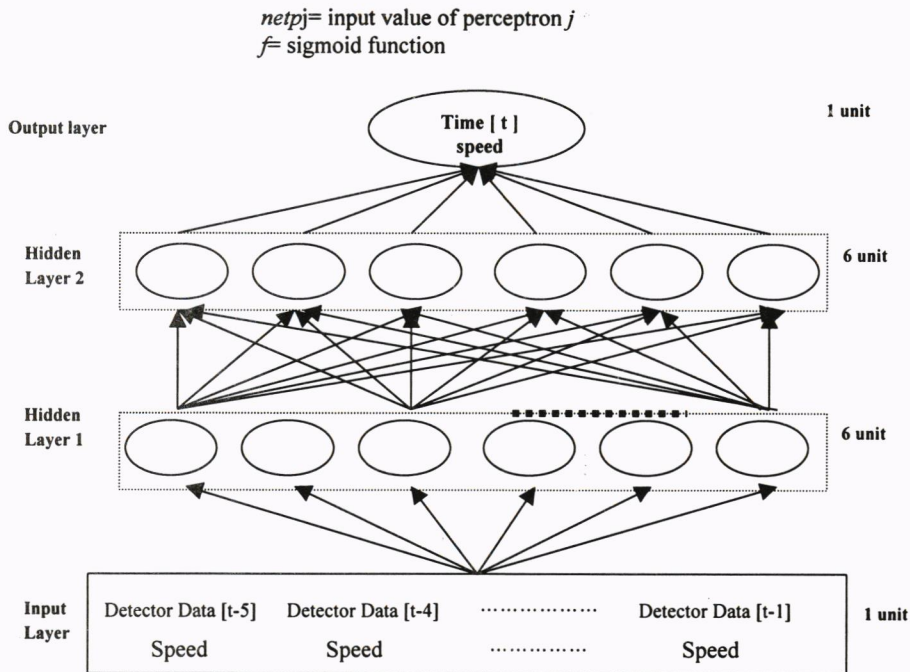 netpj= input value of perceptron j
f= sigmoid function
1 unit
Output layer
Time [ t ]
speed
Hidden
Layer 2
6 unit
Hidden
Layer 1
6 unit
Input
Layer
Detector Data [t-5] Detector Data [t-4] ……………… Detector Data [t-1]
Speed Speed ……………… Speed
1 unit